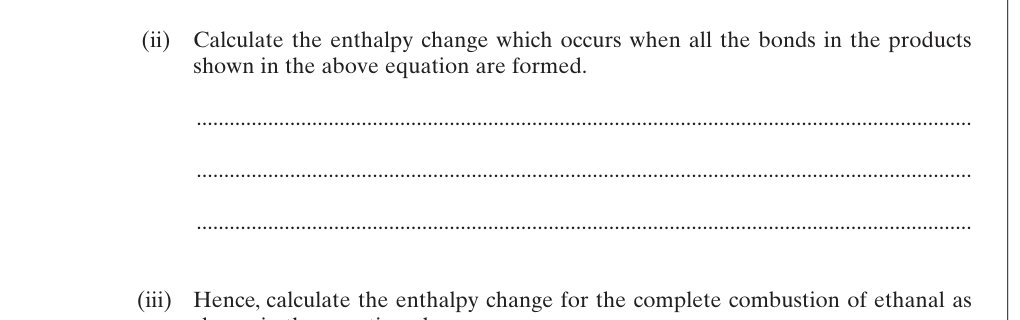 (ii) Calculate the enthalpy change which occurs when all the bonds in the products
shown in the above equation are formed.
(iii) Hence, calculate the enthalpy change for the complete combustion of ethanal as